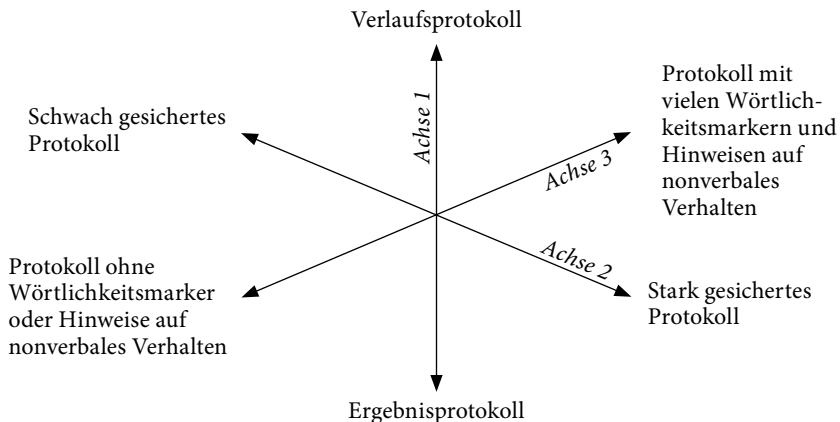 Verlaufsprotokoll
Achse 1
Schwach gesichertes
Protokoll
Protokoll mit
vielen Wörtlich-
keitsmarkern und
Hinweisen auf
nonverbales
Verhalten
Achse 3
Achse 2
Protokoll ohne
Wörtlichkeitsmarker
oder Hinweise auf
nonverbales Verhalten
Stark gesichertes
Protokoll
Ergebnisprotokoll